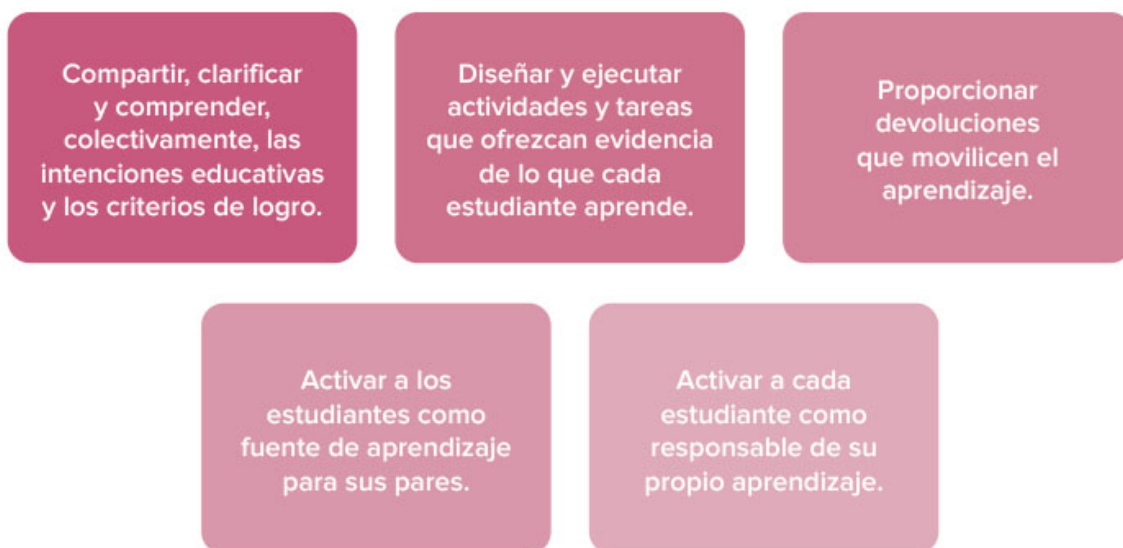 Compartir, clarificar
y comprender,
colectivamente, las
intenciones educativas
y los criterios de logro.
Diseñar y ejecutar
actividades y tareas
que ofrezcan evidencia
de lo que cada
estudiante aprende.
Proporcionar
devoluciones
que movilicen el
aprendizaje.
Activar a los
estudiantes como
fuente de aprendizaje
para sus pares.
Activar a cada
estudiante como
responsable de su
propio aprendizaje.